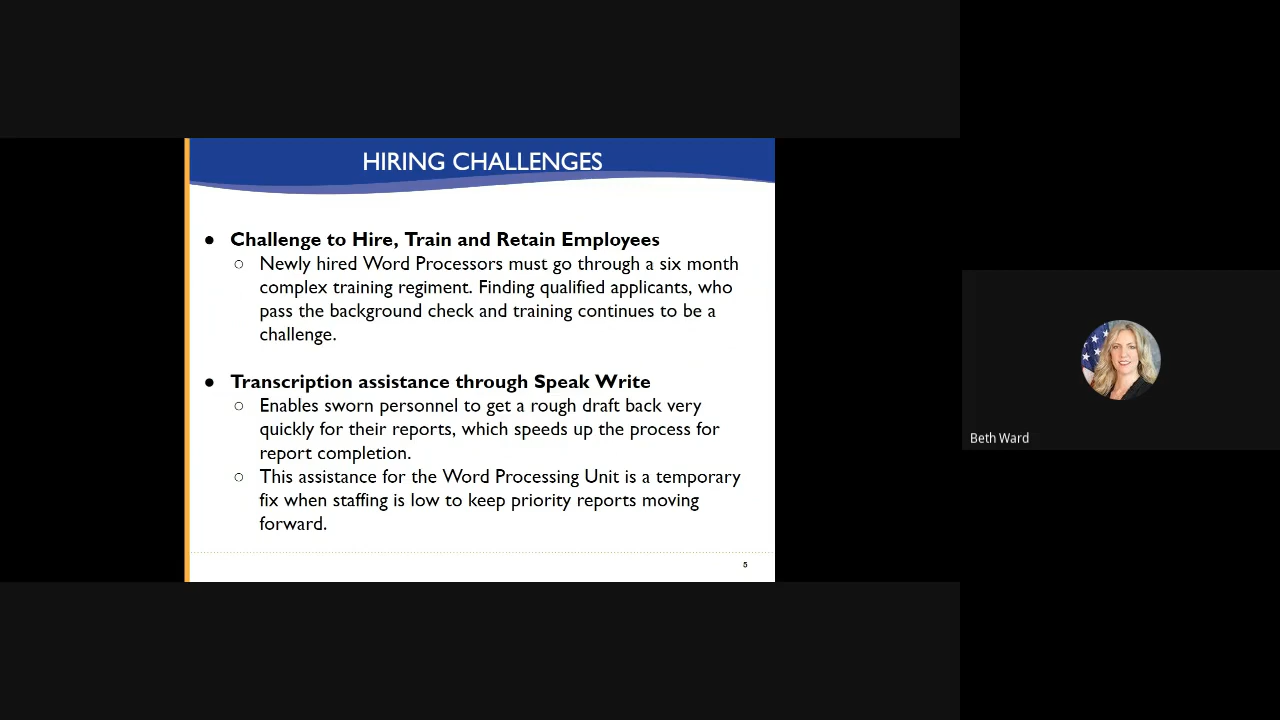 HIRING CHALLENGES
● Challenge to Hire, Train and Retain Employees
○ Newly hired Word Processors must go through a six month
complex training regiment. Finding qualified applicants, who
pass the background check and training continues to be a
challenge.
● Transcription assistance through Speak Write
○ Enables sworn personnel to get a rough draft back very
quickly for their reports, which speeds up the process for
report completion.
○ This assistance for the Word Processing Unit is a temporary
fix when staffing is low to keep priority reports moving
forward.
5
Beth Ward